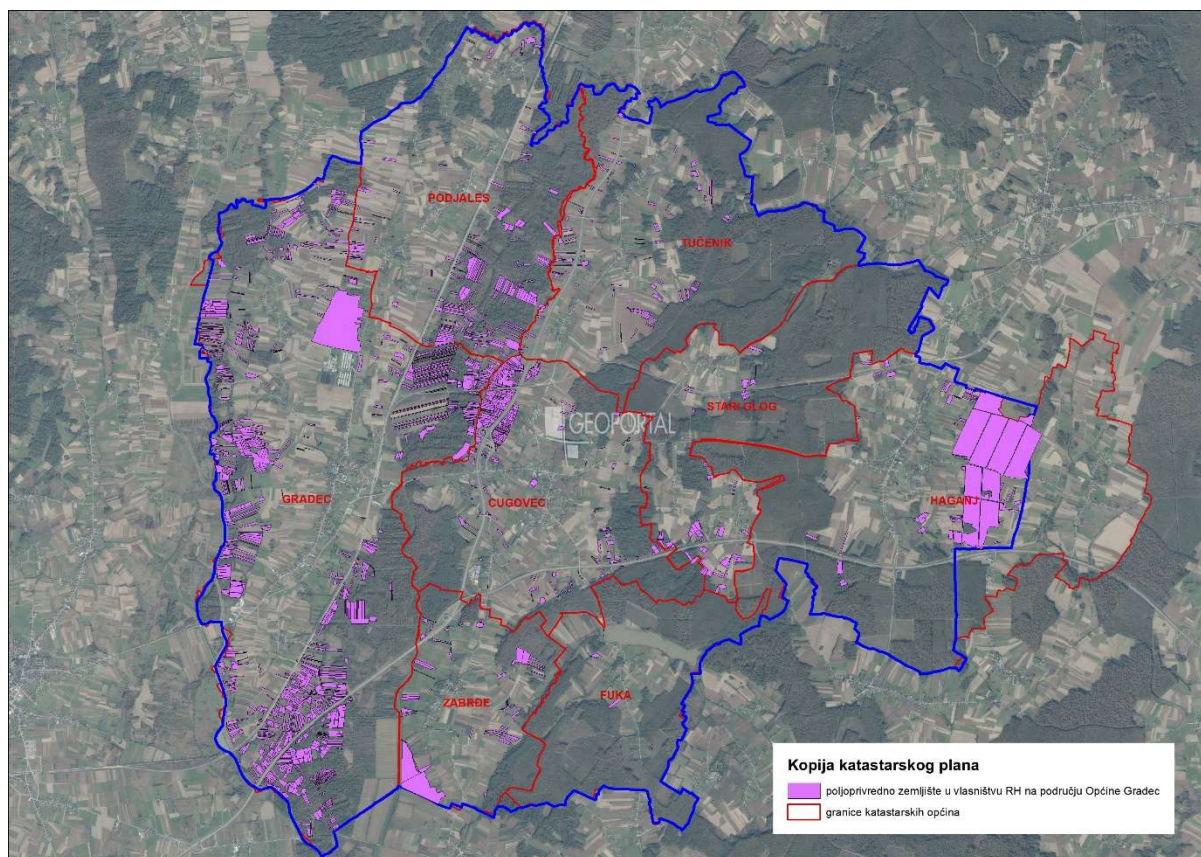 PODJALES
TUČENIK
STARI GLOG
GEOPORTAL
GRADEC
CUGOVEC
HAGANJ
ZABRĐE
FUKA
Kopija katastarskog plana
poljoprivredno zemljište u vlasništvu RH na području Općine Gradec
granice katastarskih općina